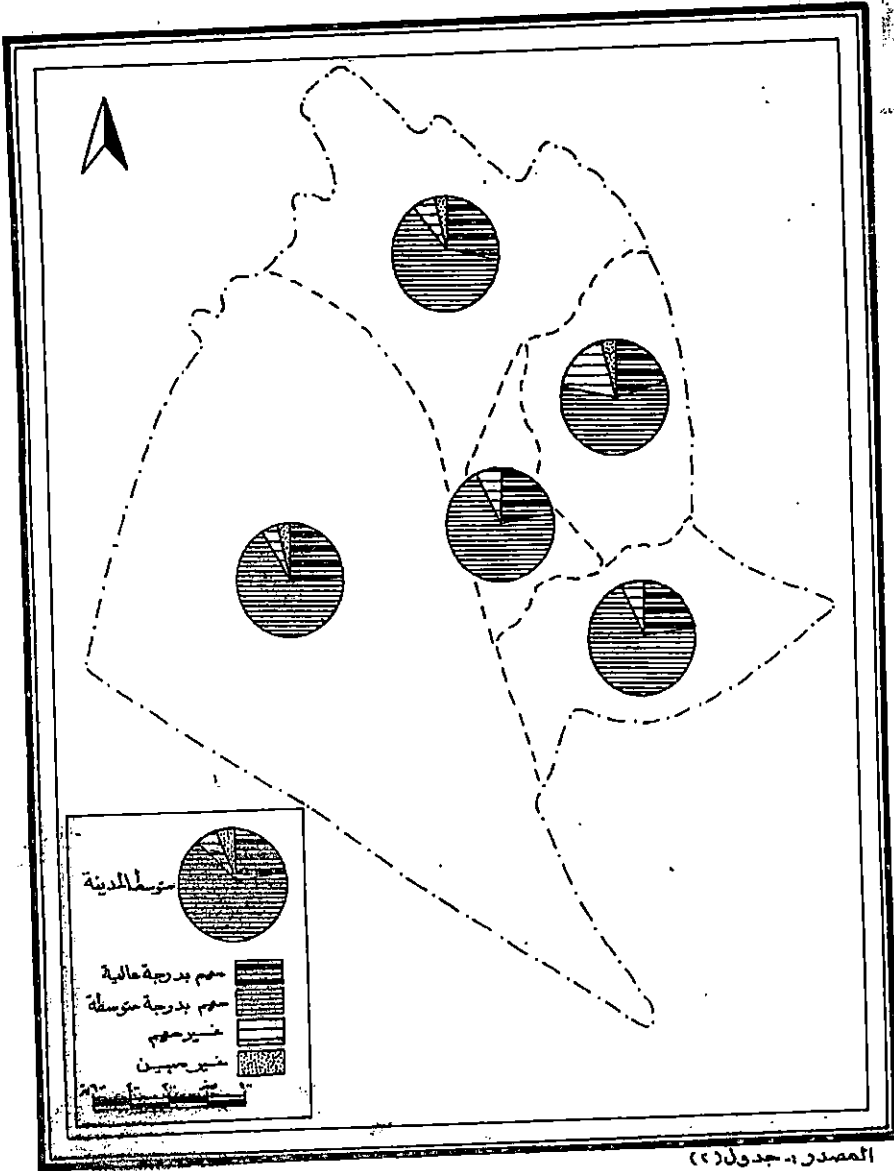 متوسط المدينة
مهم بدرجة عالية
مهم بدرجة متوسطة
غير مهم
غير مبين
المصدر :- جدول (٢)